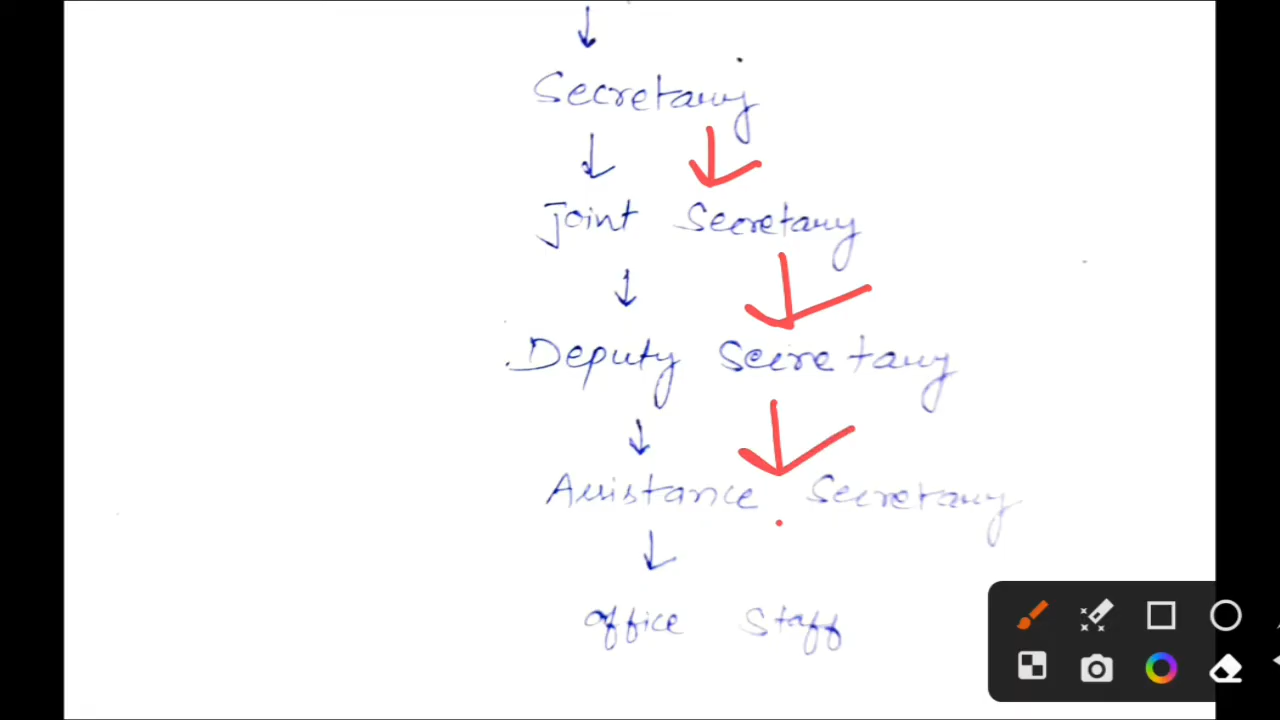 Secretary
Joint Secretary
Deputy Secretary
Assistance Secretary
office Staff